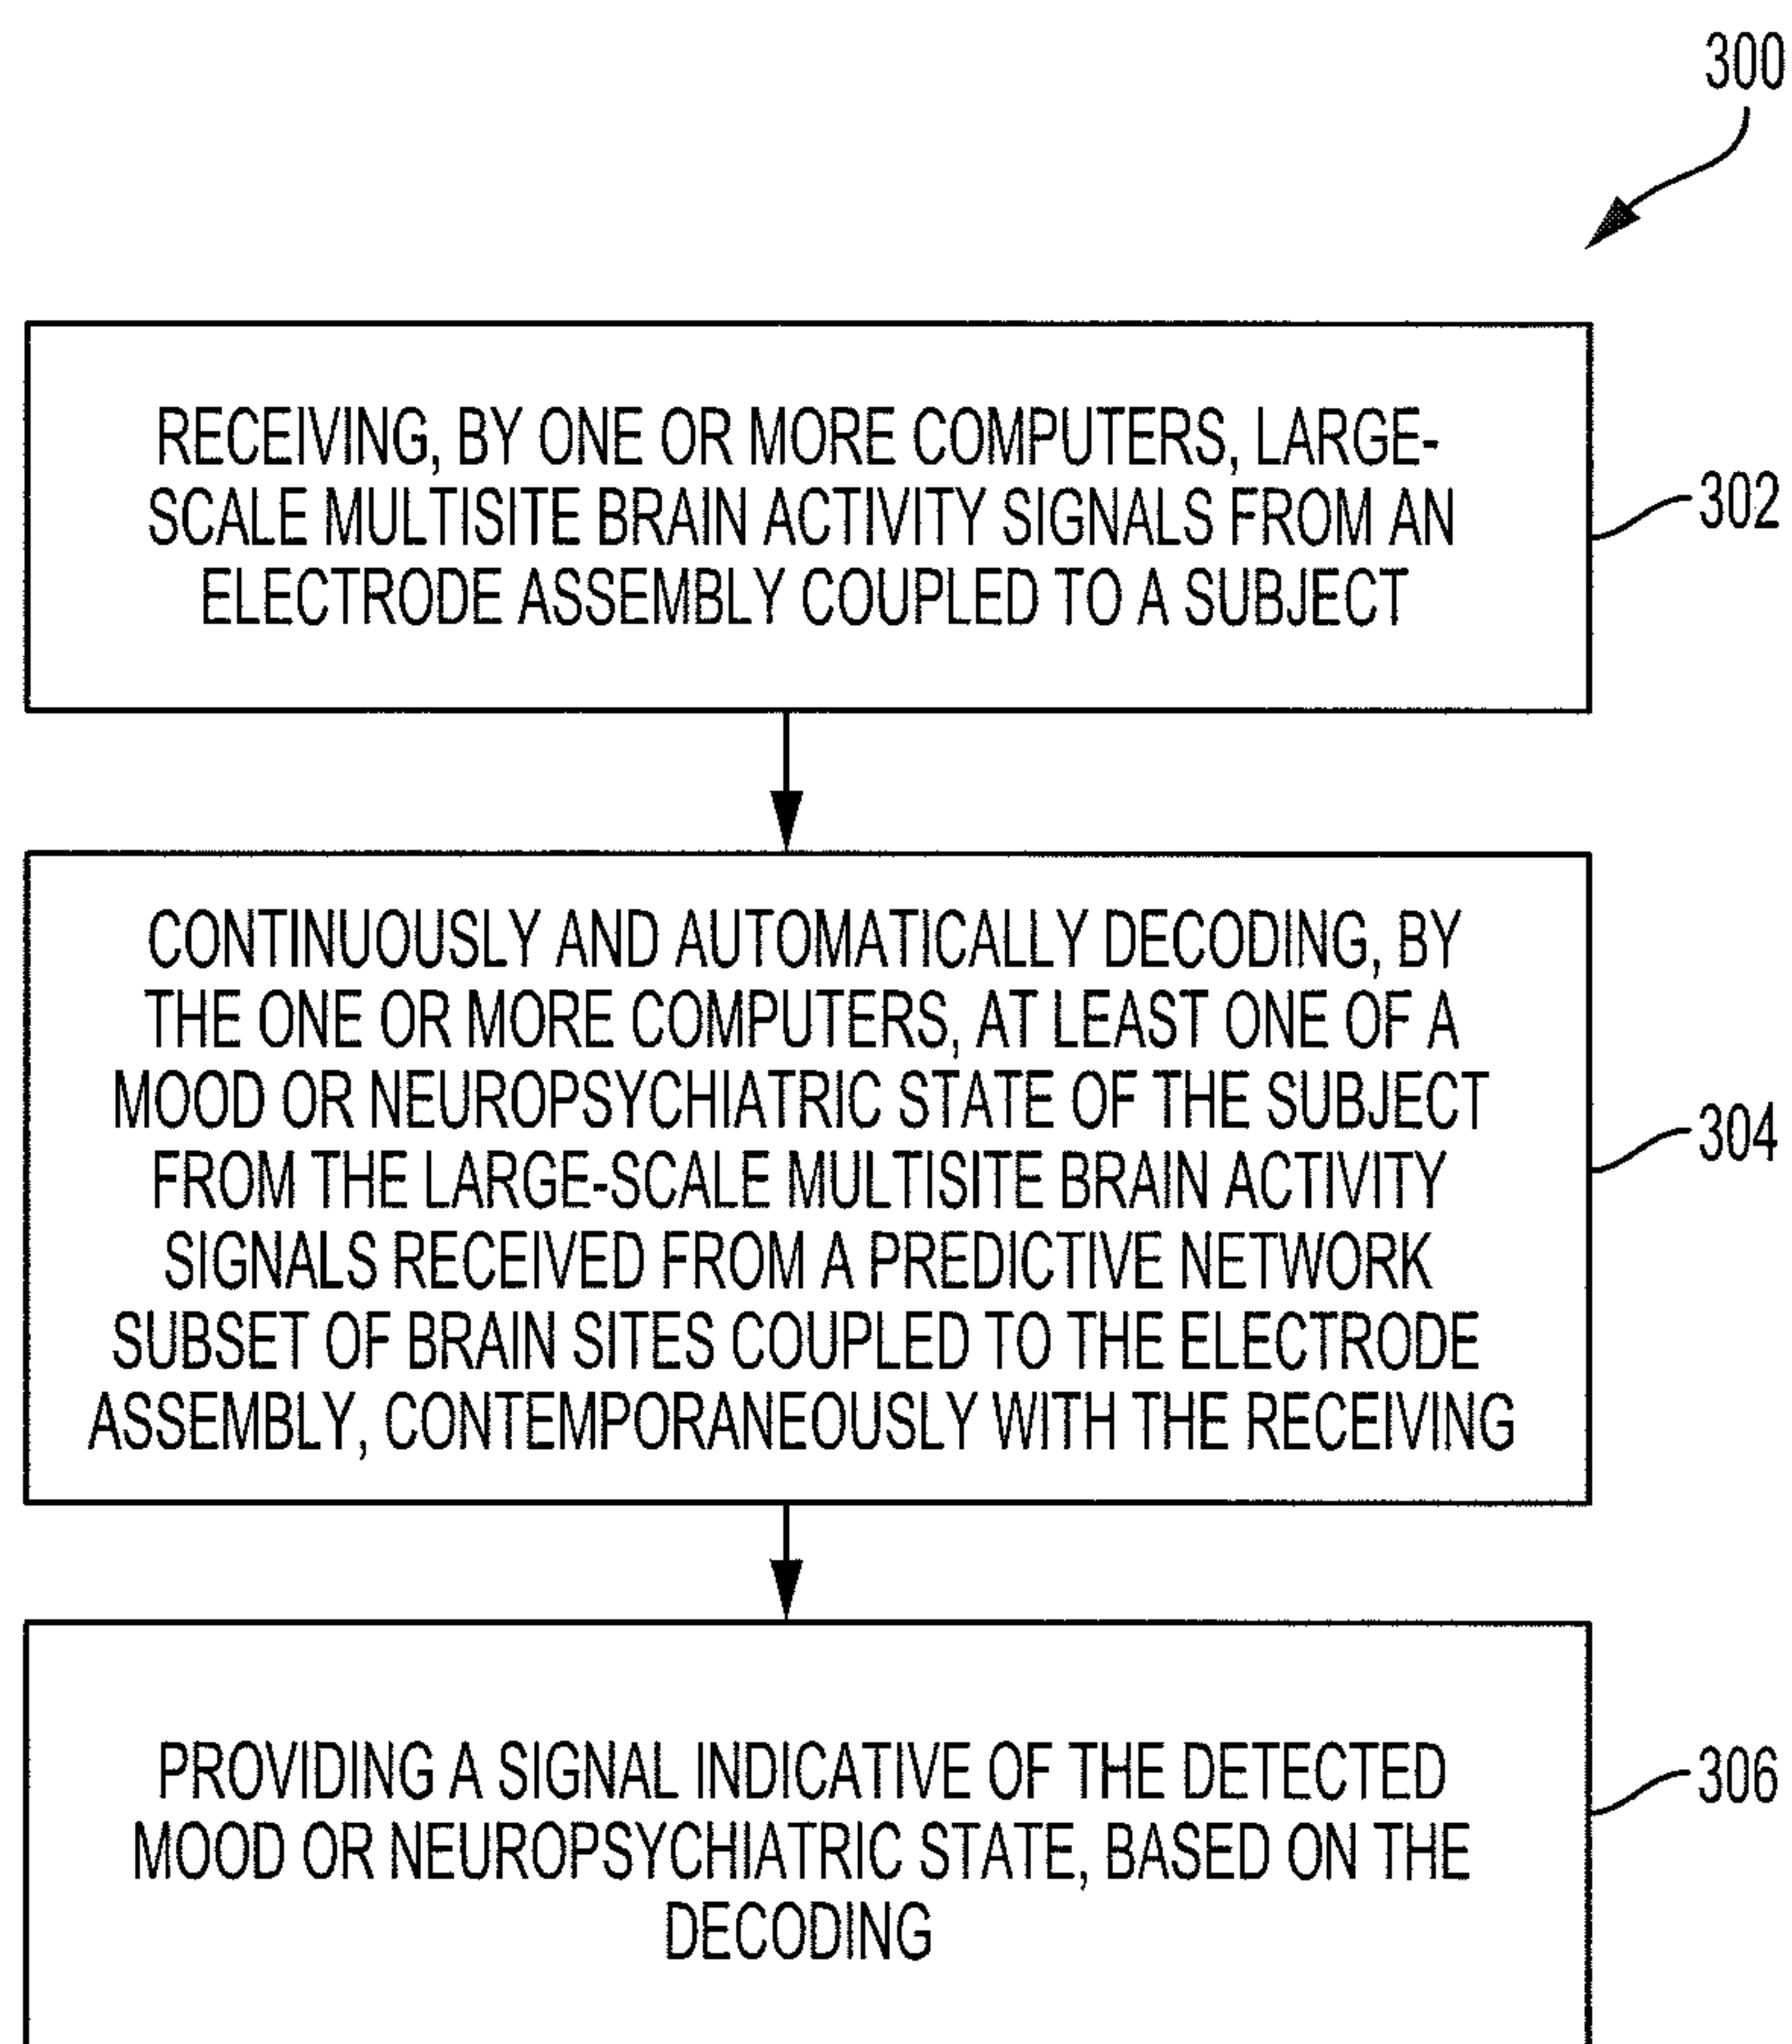 300
RECEIVING, BY ONE OR MORE COMPUTERS, LARGE-
SCALE MULTISITE BRAIN ACTIVITY SIGNALS FROM AN
ELECTRODE ASSEMBLY COUPLED TO A SUBJECT
302
CONTINUOUSLY AND AUTOMATICALLY DECODING, BY
THE ONE OR MORE COMPUTERS, AT LEAST ONE OF A
MOOD OR NEUROPSYCHIATRIC STATE OF THE SUBJECT
FROM THE LARGE-SCALE MULTISITE BRAIN ACTIVITY
SIGNALS RECEIVED FROM A PREDICTIVE NETWORK
SUBSET OF BRAIN SITES COUPLED TO THE ELECTRODE
ASSEMBLY, CONTEMPORANEOUSLY WITH THE RECEIVING
304
PROVIDING A SIGNAL INDICATIVE OF THE DETECTED
MOOD OR NEUROPSYCHIATRIC STATE, BASED ON THE
DECODING
306